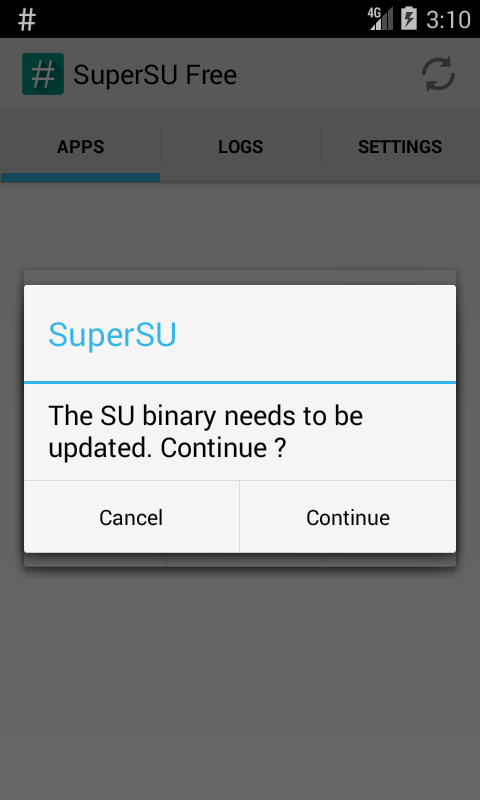 #
4G
3:10
# SuperSU Free
APPS
LOGS
SETTINGS
SuperSU
The SU binary needs to be
updated. Continue ?
Cancel
Continue